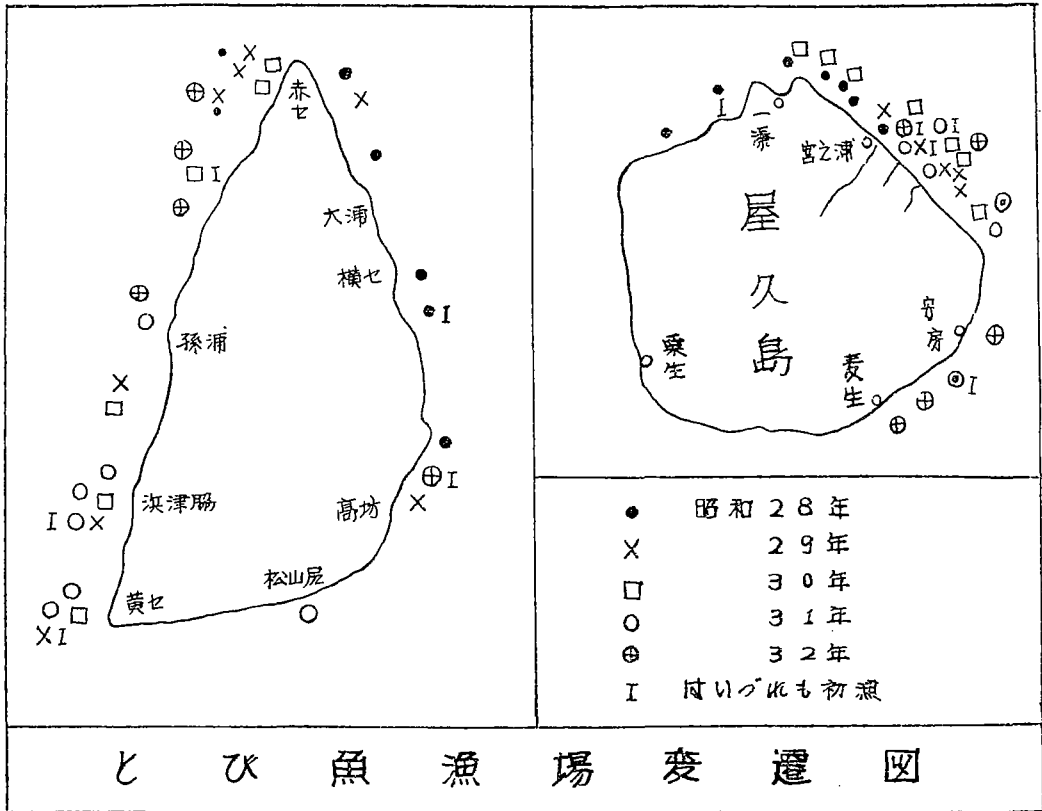 赤セ
大浦
横セ
孫浦
浜津脇
高坊
松山尻
黄セ
I
I
I
I
I
一湊
宮之浦
屋久島
安房
麦生
栗生
I
I
I
I
I
● 昭和28年
× 29年
□ 30年
○ 31年
⊕ 32年
I はいづれも初漁
とび魚漁場変遷図